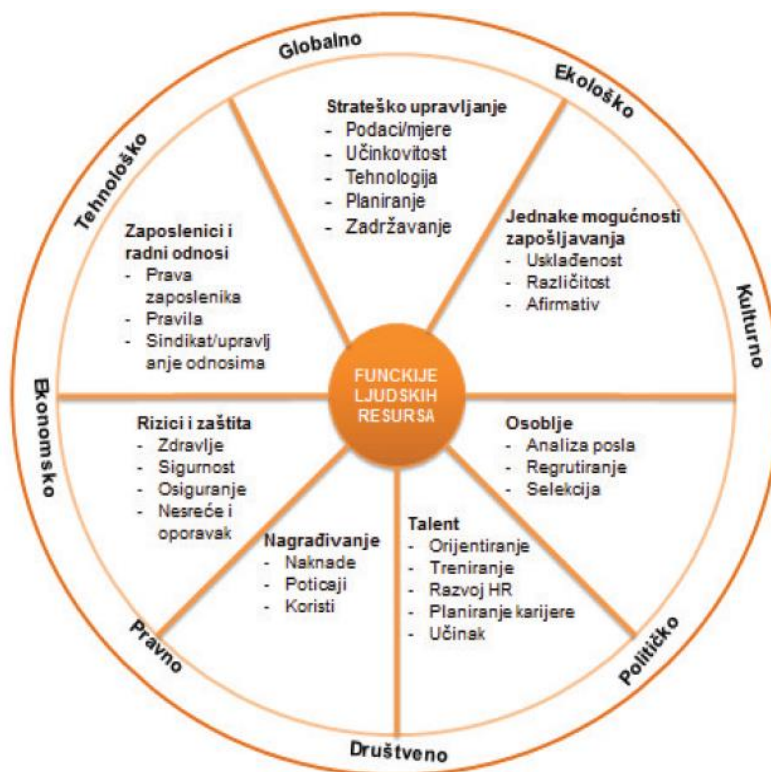 Globalno
Ekološko
Kulturno
Političko
Društveno
Pravno
Ekonomsko
Tehnološko
Strateško upravljanje
- Podaci/mjere
- Učinkovitost
- Tehnologija
- Planiranje
- Zadržavanje
Jednake mogućnosti
zapošljavanja
- Usklađenost
- Različitost
- Afirmativ
Osoblje
- Analiza posla
- Regrutiranje
- Selekcija
Talent
- Orijentiranje
- Treniranje
- Razvoj HR
- Planiranje karijere
- Učinak
Nagrađivanje
- Naknade
- Poticaji
- Koristi
Rizici i zaštita
- Zdravlje
- Sigurnost
- Osiguranje
- Nesreće i
oporavak
Zaposlenici i
radni odnosi
- Prava
zaposlenika
- Pravila
- Sindikat/upravlj
anje odnosima
FUNCKIJE
LJUDSKIH
RESURSA